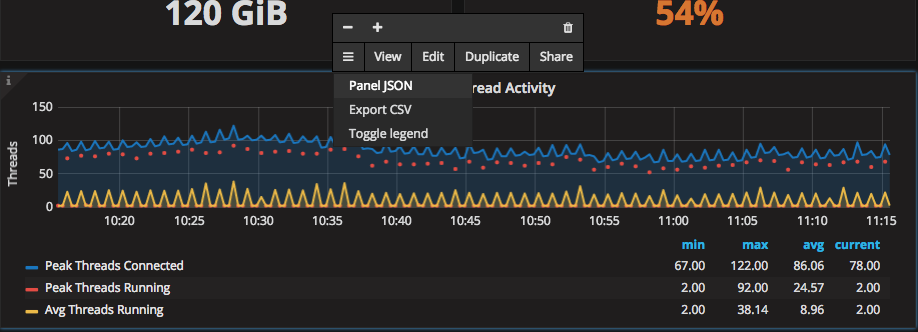 120 GiB
54%
View Edit Duplicate Share
Panel JSON
Export CSV
Toggle legend
read Activity
i
Threads
150
100
50
0
10:20 10:25 10:30 10:35 10:40 10:45 10:50 10:55 11:00 11:05 11:10 11:15
min max avg current
Peak Threads Connected 67.00 122.00 86.06 78.00
Peak Threads Running 2.00 92.00 24.57 2.00
Avg Threads Running 2.00 38.14 8.96 2.00